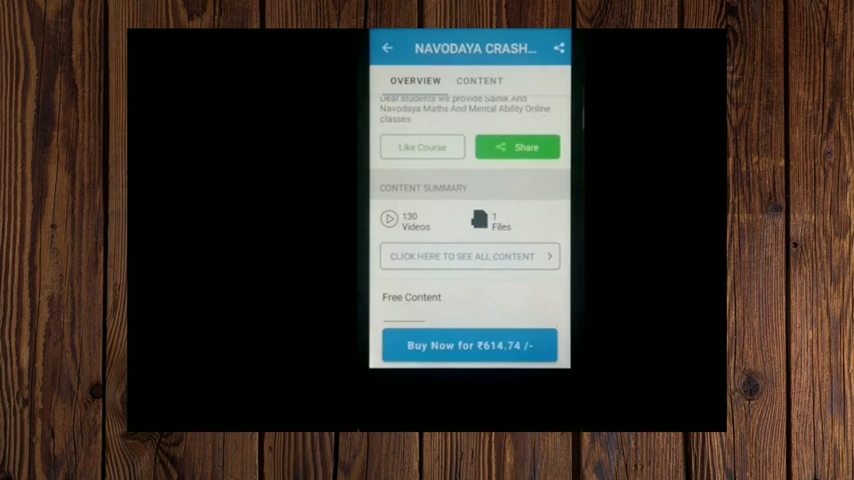 NAVODAYA CRASH...
OVERVIEW CONTENT
Dear students we provide Sainik And
Navodaya Maths And Mental Ability Online
classes
Like Course
Share
CONTENT SUMMARY
130
Videos
1
Files
CLICK HERE TO SEE ALL CONTENT
Free Content
Buy Now for ₹614.74 /-